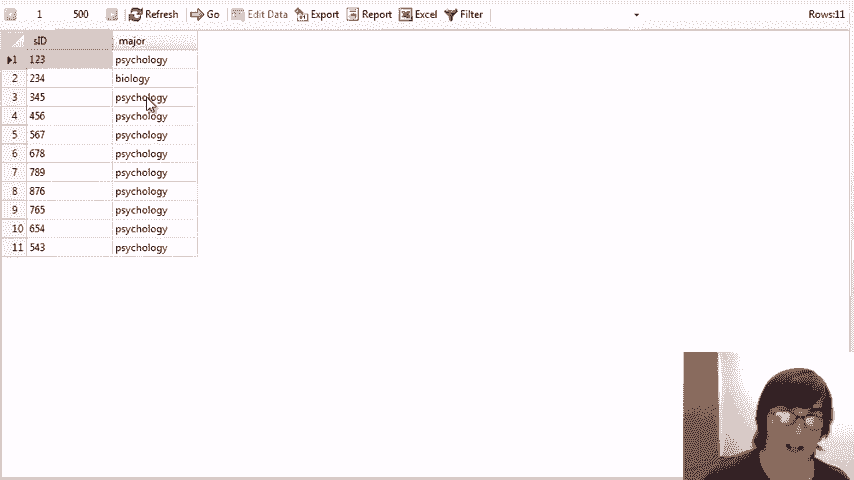 1 500 Refresh Go Edit Data Export Report Excel Filter Rows:11
sID major
1 123 psychology
2 234 biology
3 345 psychology
4 456 psychology
5 567 psychology
6 678 psychology
7 789 psychology
8 876 psychology
9 765 psychology
10 654 psychology
11 543 psychology